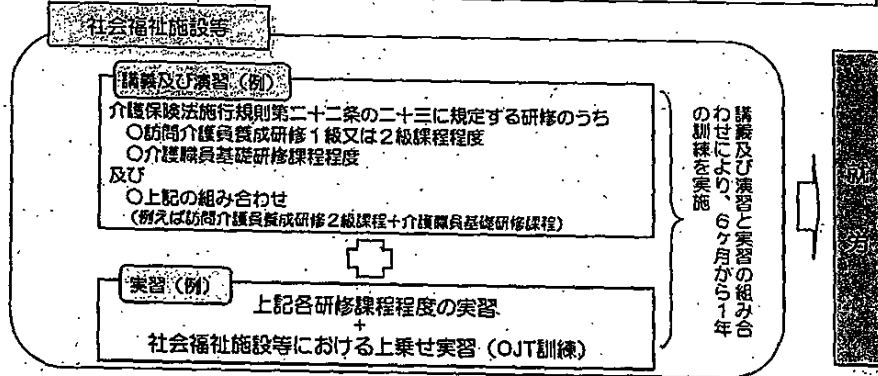 社会福祉施設等
講義及び演習（例）
介護保険法施行規則第二十二条の二十三に規定する研修のうち
○訪問介護員養成研修１級又は２級課程程度
○介護職員基礎研修課程程度
及び
○上記の組み合わせ
（例えば訪問介護員養成研修２級課程＋介護職員基礎研修課程）
実習（例）
上記各研修課程程度の実習
＋
社会福祉施設等における上乗せ実習（OJT訓練）
講義及び演習と実習の組み合
わせにより、６ヶ月から１年
の訓練を実施
就労